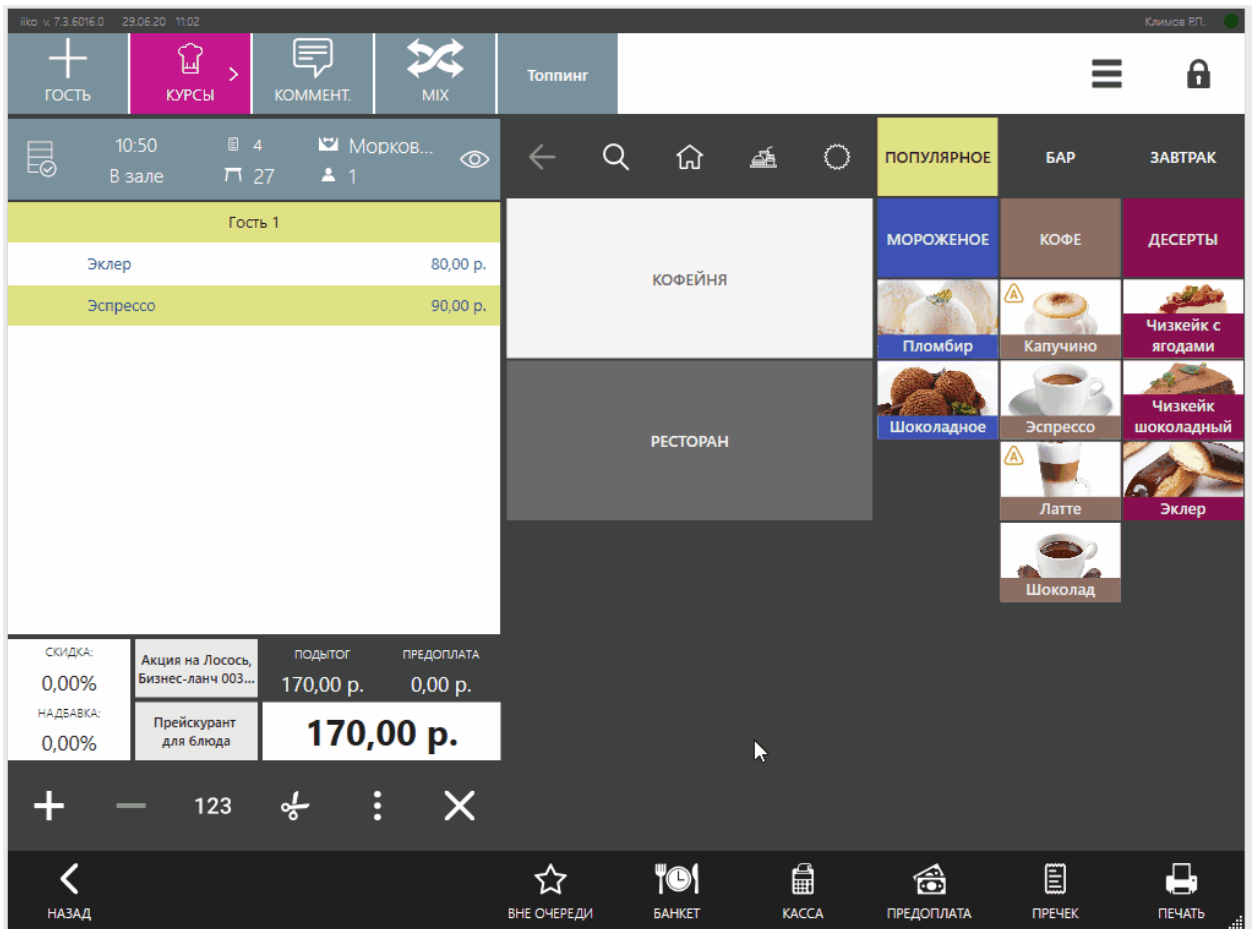 iiko v. 7.3.6016.0 29.06.20 11:02 Климов Р.П.
ГОСТЬ КУРСЫ КОММЕНТ. MIX Топпинг
10:50 4 Морков...
В зале 27 1
ПОПУЛЯРНОЕ БАР ЗАВТРАК
Гость 1
Эклер 80,00 р.
Эспрессо 90,00 р.
КОФЕЙНЯ
РЕСТОРАН
МОРОЖЕНОЕ КОФЕ ДЕСЕРТЫ
Пломбир
Капучино
Чизкейк с
ягодами
Шоколадное
Эспрессо
Чизкейк
шоколадный
Латте
Эклер
Шоколад
СКИДКА:
0,00%
НАДБАВКА:
0,00%
Акция на Лосось,
Бизнес-ланч 003...
Прейскурант
для блюда
ПОДЫТОГ ПРЕДОПЛАТА
170,00 р. 0,00 р.
170,00 р.
123
НАЗАД ВНЕ ОЧЕРЕДИ БАНКЕТ КАССА ПРЕДОПЛАТА ПРЕЧЕК ПЕЧАТЬ